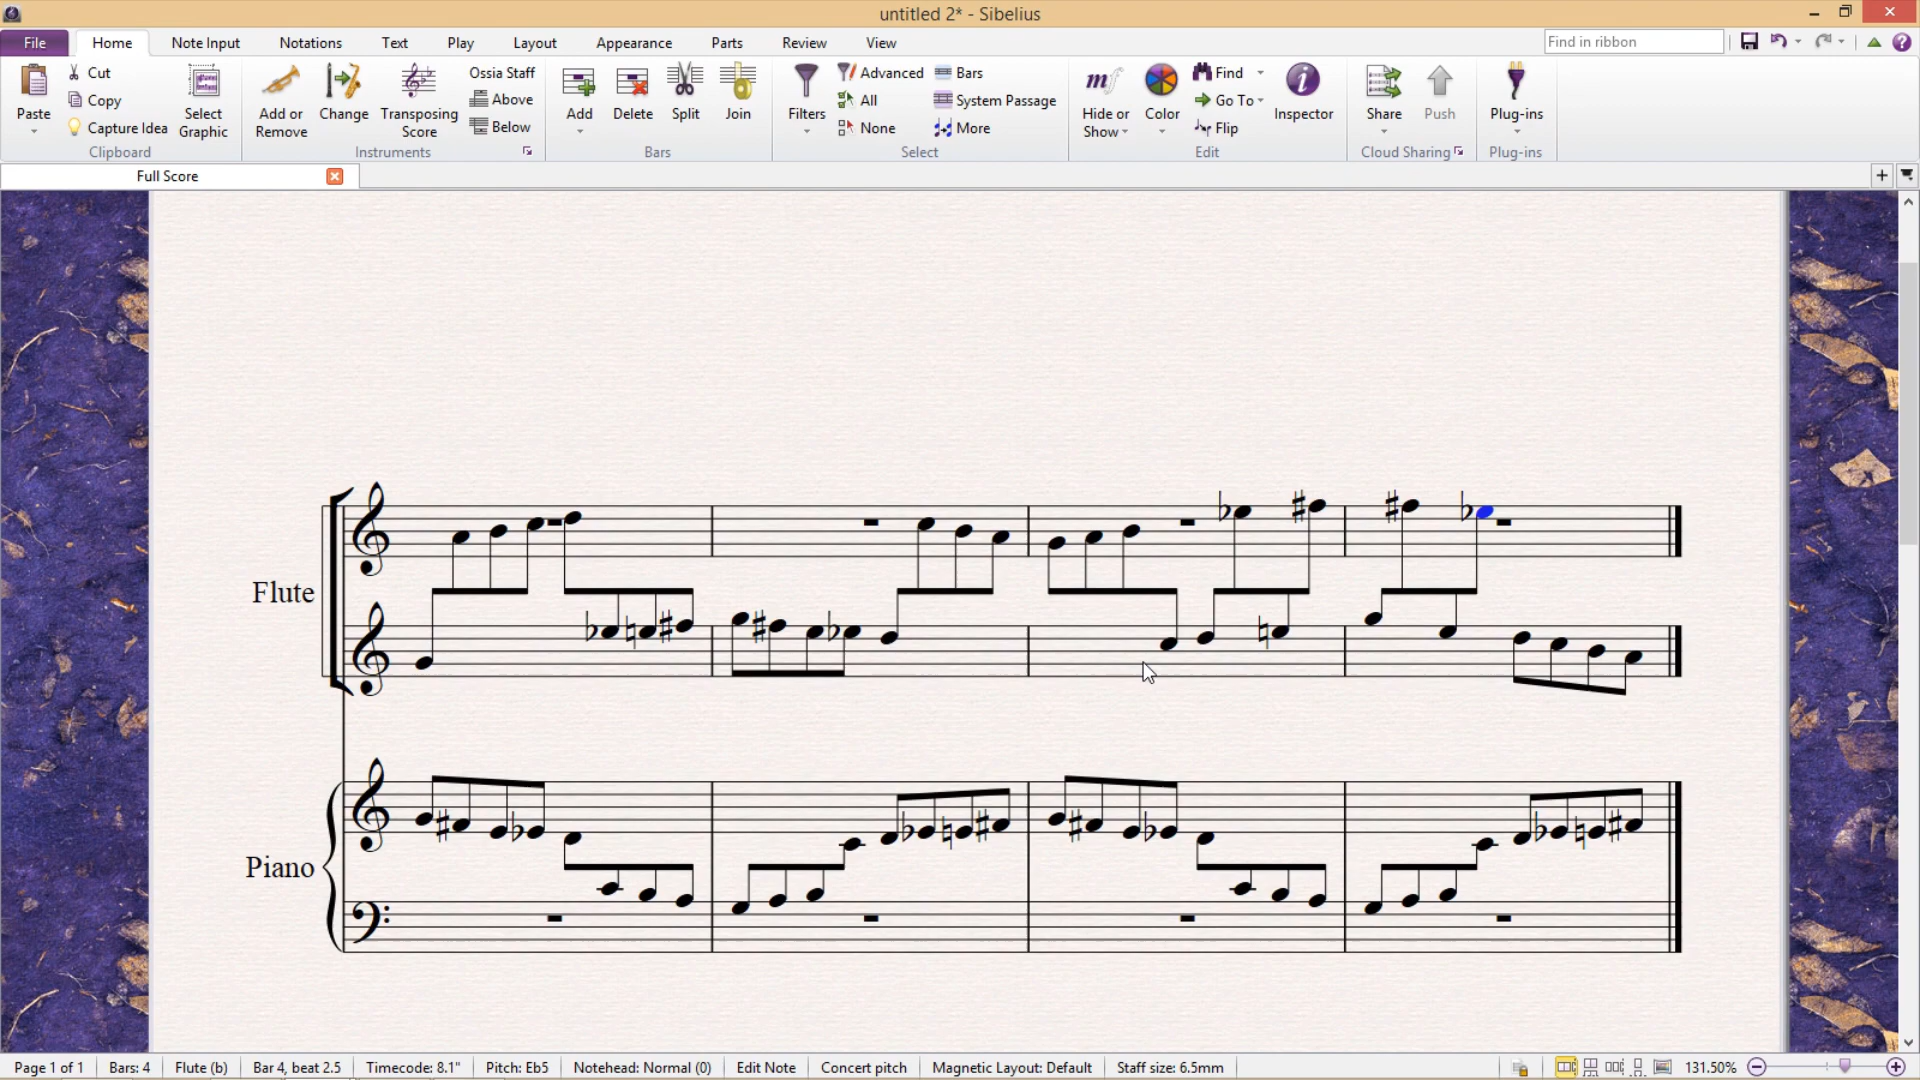 untitled 2* - Sibelius
File Home Note Input Notations Text Play Layout Appearance Parts Review View Find in ribbon
Paste Cut Copy Capture Idea Select Graphic
Clipboard
Add or Remove Change Transposing Score Ossia Staff Above Below
Instruments
Add Delete Split Join
Bars
Filters Advanced All None Bars System Passage More
Select
Hide or Show Color Find Go To Flip Inspector
Edit
Share Push
Cloud Sharing
Plug-ins
Plug-ins
Full Score
Flute
Piano
Page 1 of 1 Bars: 4 Flute (b) Bar 4, beat 2.5 Timecode: 8.1" Pitch: Eb5 Notehead: Normal (0) Edit Note Concert pitch Magnetic Layout: Default Staff size: 6.5mm 131.50%